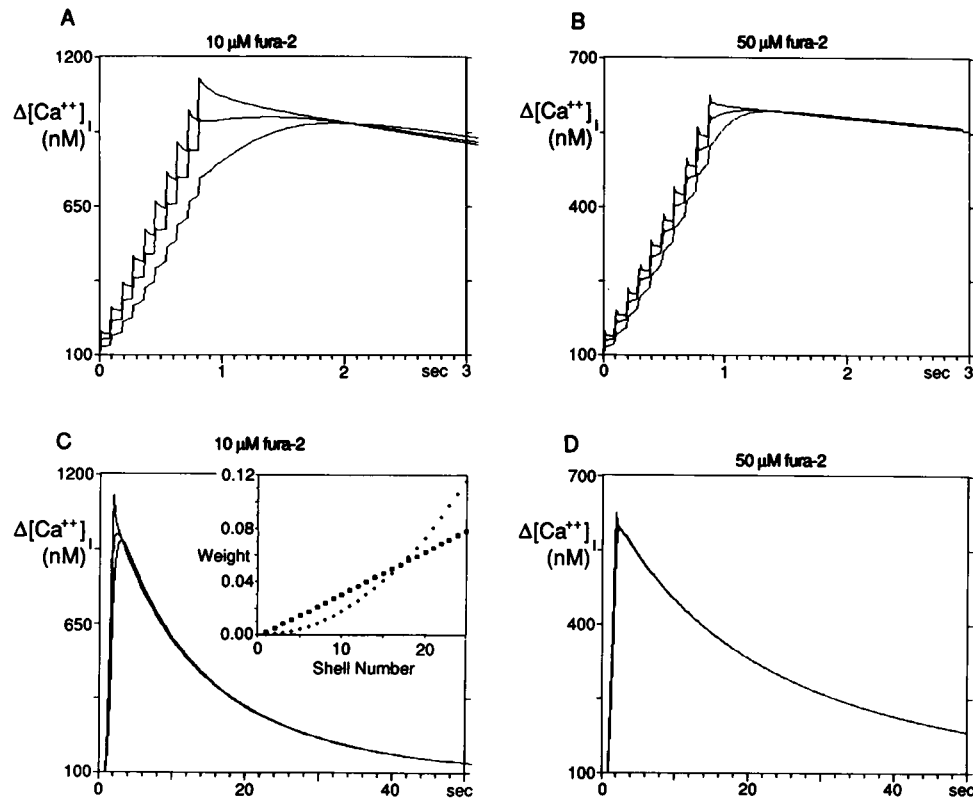 A
10 μM fura-2
1200
Δ[Ca⁺⁺]ᵢ
(nM)
650
100
0
1
2
sec
3
B
50 μM fura-2
700
Δ[Ca⁺⁺]ᵢ
(nM)
400
100
0
1
2
sec
3
C
10 μM fura-2
1200
Δ[Ca⁺⁺]ᵢ
(nM)
650
100
0
20
40
sec
0.12
0.08
Weight
0.04
0.00
0
10
20
Shell Number
D
50 μM fura-2
700
Δ[Ca⁺⁺]ᵢ
(nM)
400
100
0
20
40
sec